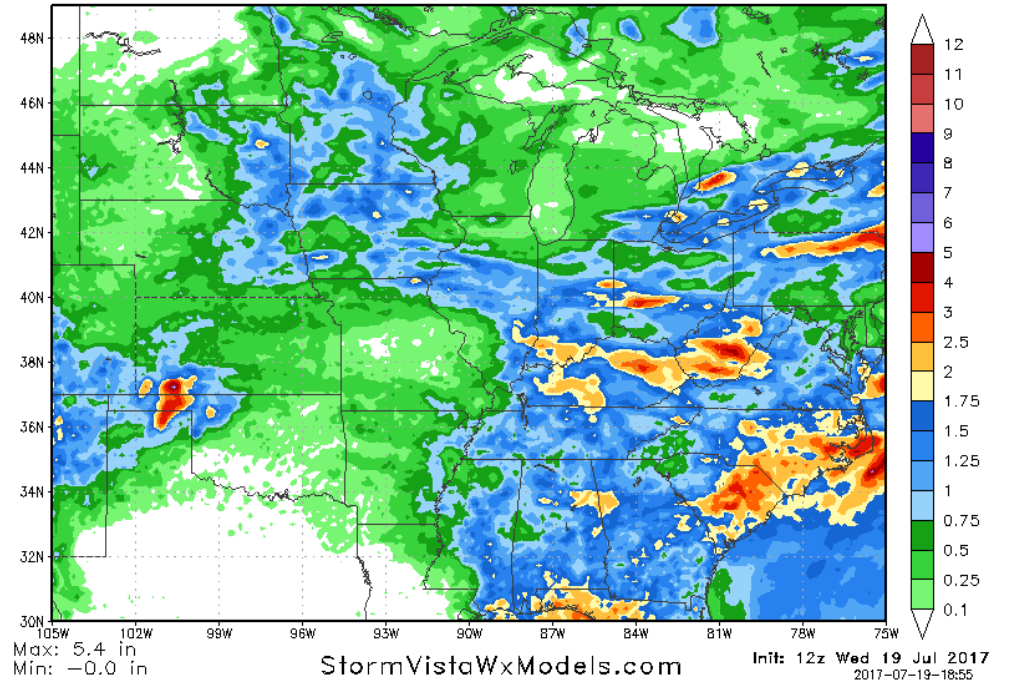 48N
46N
44N
42N
40N
38N
36N
34N
32N
30N
105W 102W 99W 96W 93W 90W 87W 84W 81W 78W 75W
12
11
10
9
8
7
6
5
4
3
2.5
2
1.75
1.5
1.25
1
0.75
0.5
0.25
0.1
Max: 5.4 in
Min: -0.0 in
StormVistaWxModels.com
Init: 12z Wed 19 Jul 2017
2017-07-19-18:55